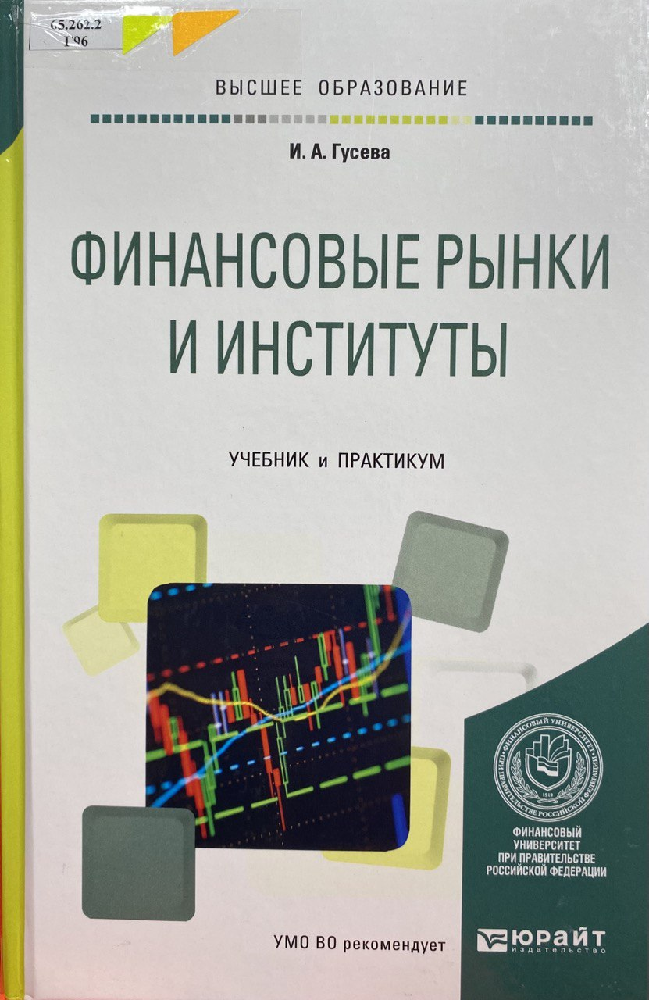 65.262.2
Г96
ВЫСШЕЕ ОБРАЗОВАНИЕ
И. А. Гусева
ФИНАНСОВЫЕ РЫНКИ
И ИНСТИТУТЫ
УЧЕБНИК и ПРАКТИКУМ
ФИНАНСОВЫЙ УНИВЕРСИТЕТ
ПРИ ПРАВИТЕЛЬСТВЕ РОССИЙСКОЙ ФЕДЕРАЦИИ
1919
ФИНАНСОВЫЙ
УНИВЕРСИТЕТ
ПРИ ПРАВИТЕЛЬСТВЕ
РОССИЙСКОЙ ФЕДЕРАЦИИ
УМО ВО рекомендует
ЮРАЙТ
издательство